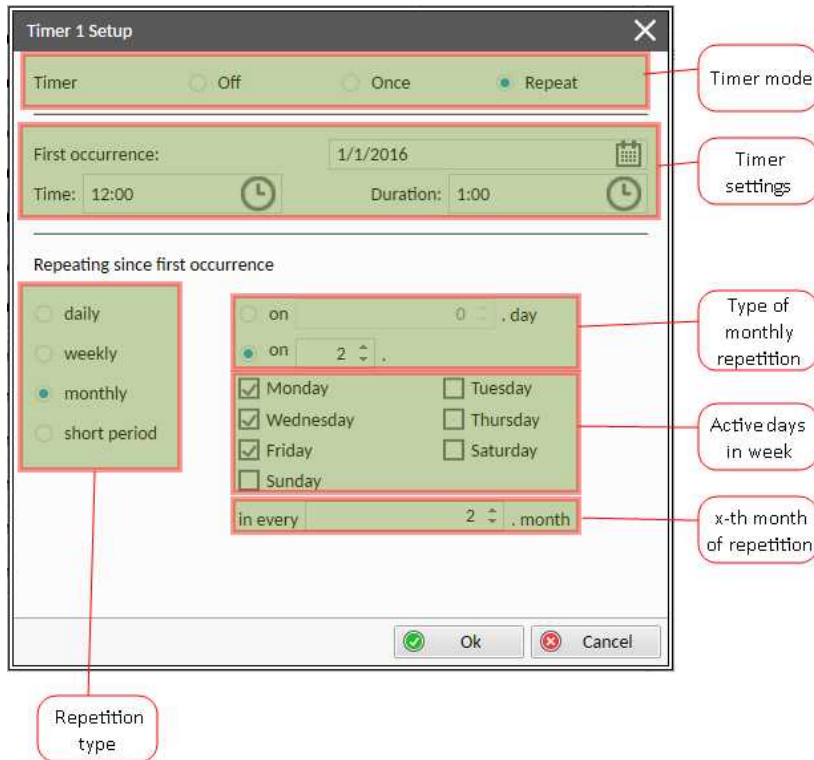 Timer 1 Setup
Timer Off Once Repeat
Timer mode
First occurrence: 1/1/2016
Time: 12:00 Duration: 1:00
Timer
settings
Repeating since first occurrence
daily
weekly
monthly
short period
on 0 . day
on 2 .
Type of
monthly
repetition
Monday Tuesday
Wednesday Thursday
Friday Saturday
Sunday
Active days
in week
in every 2 . month
x-th month
of repetition
Ok Cancel
Repetition
type